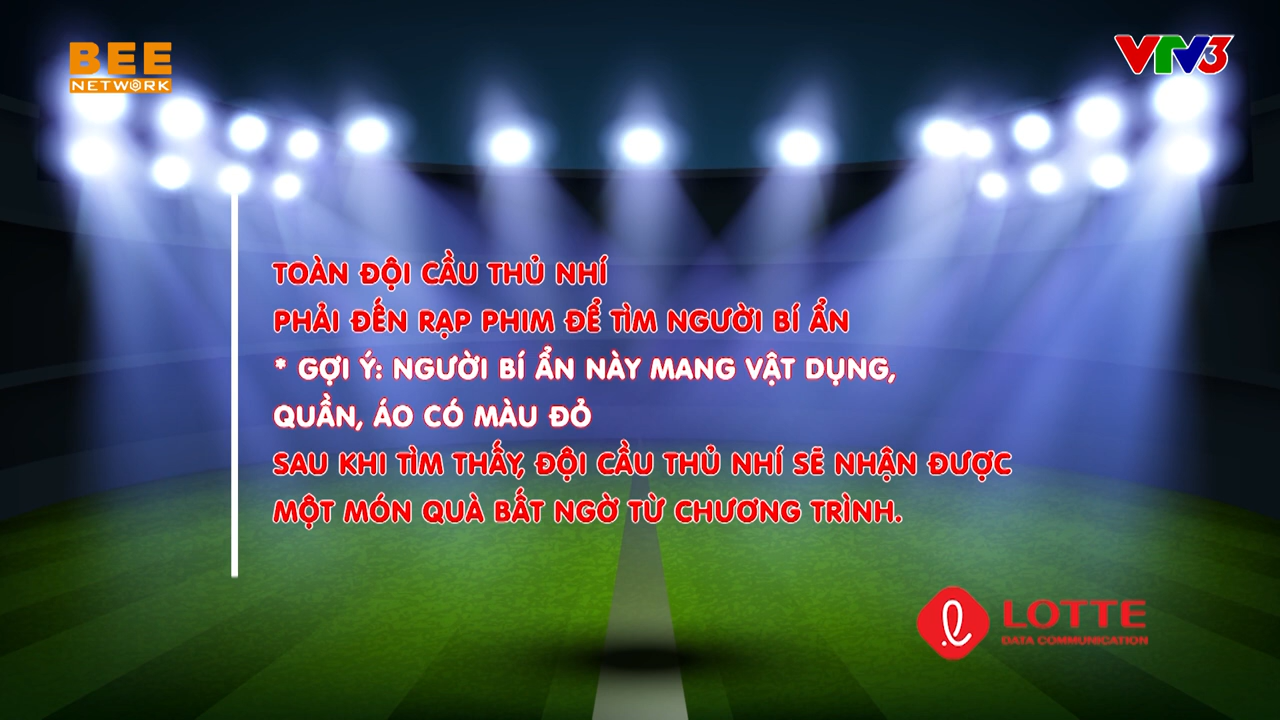 BEE
NETWORK
VTV3
TOÀN ĐỘI CẦU THỦ NHÍ
PHẢI ĐẾN RẠP PHIM ĐỂ TÌM NGƯỜI BÍ ẨN
* GỢI Ý: NGƯỜI BÍ ẨN NÀY MANG VẬT DỤNG,
QUẦN, ÁO CÓ MÀU ĐỎ
SAU KHI TÌM THẤY, ĐỘI CẦU THỦ NHÍ SẼ NHẬN ĐƯỢC
MỘT MÓN QUÀ BẤT NGỜ TỪ CHƯƠNG TRÌNH.
LOTTE
DATA COMMUNICATION